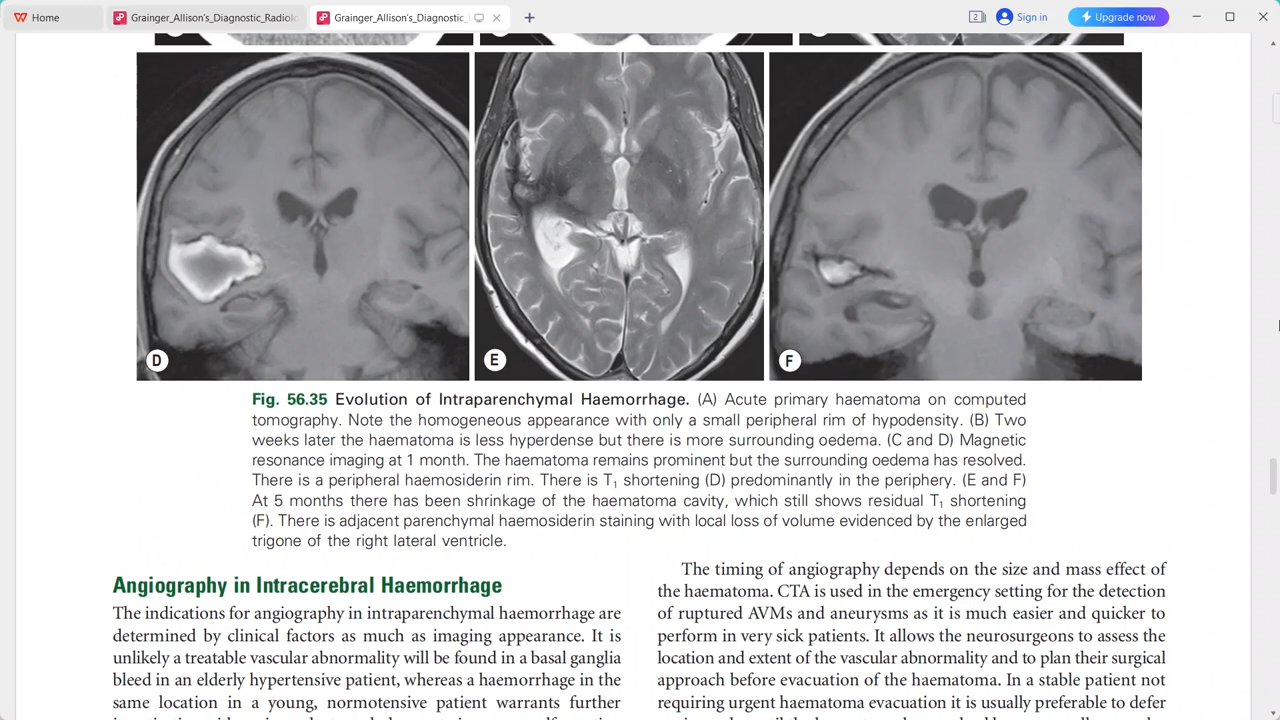 Home
Grainger_Allison's_Diagnostic_Radiolo
Grainger_Allison's_Diagnostic_
2
Sign in
Upgrade now
D
E
F
Fig. 56.35 Evolution of Intraparenchymal Haemorrhage. (A) Acute primary haematoma on computed
tomography. Note the homogeneous appearance with only a small peripheral rim of hypodensity. (B) Two
weeks later the haematoma is less hyperdense but there is more surrounding oedema. (C and D) Magnetic
resonance imaging at 1 month. The haematoma remains prominent but the surrounding oedema has resolved.
There is a peripheral haemosiderin rim. There is T₁ shortening (D) predominantly in the periphery. (E and F)
At 5 months there has been shrinkage of the haematoma cavity, which still shows residual T₁ shortening
(F). There is adjacent parenchymal haemosiderin staining with local loss of volume evidenced by the enlarged
trigone of the right lateral ventricle.
Angiography in Intracerebral Haemorrhage
The indications for angiography in intraparenchymal haemorrhage are
determined by clinical factors as much as imaging appearance. It is
unlikely a treatable vascular abnormality will be found in a basal ganglia
bleed in an elderly hypertensive patient, whereas a haemorrhage in the
same location in a young, normotensive patient warrants further
The timing of angiography depends on the size and mass effect of
the haematoma. CTA is used in the emergency setting for the detection
of ruptured AVMs and aneurysms as it is much easier and quicker to
perform in very sick patients. It allows the neurosurgeons to assess the
location and extent of the vascular abnormality and to plan their surgical
approach before evacuation of the haematoma. In a stable patient not
requiring urgent haematoma evacuation it is usually preferable to defer